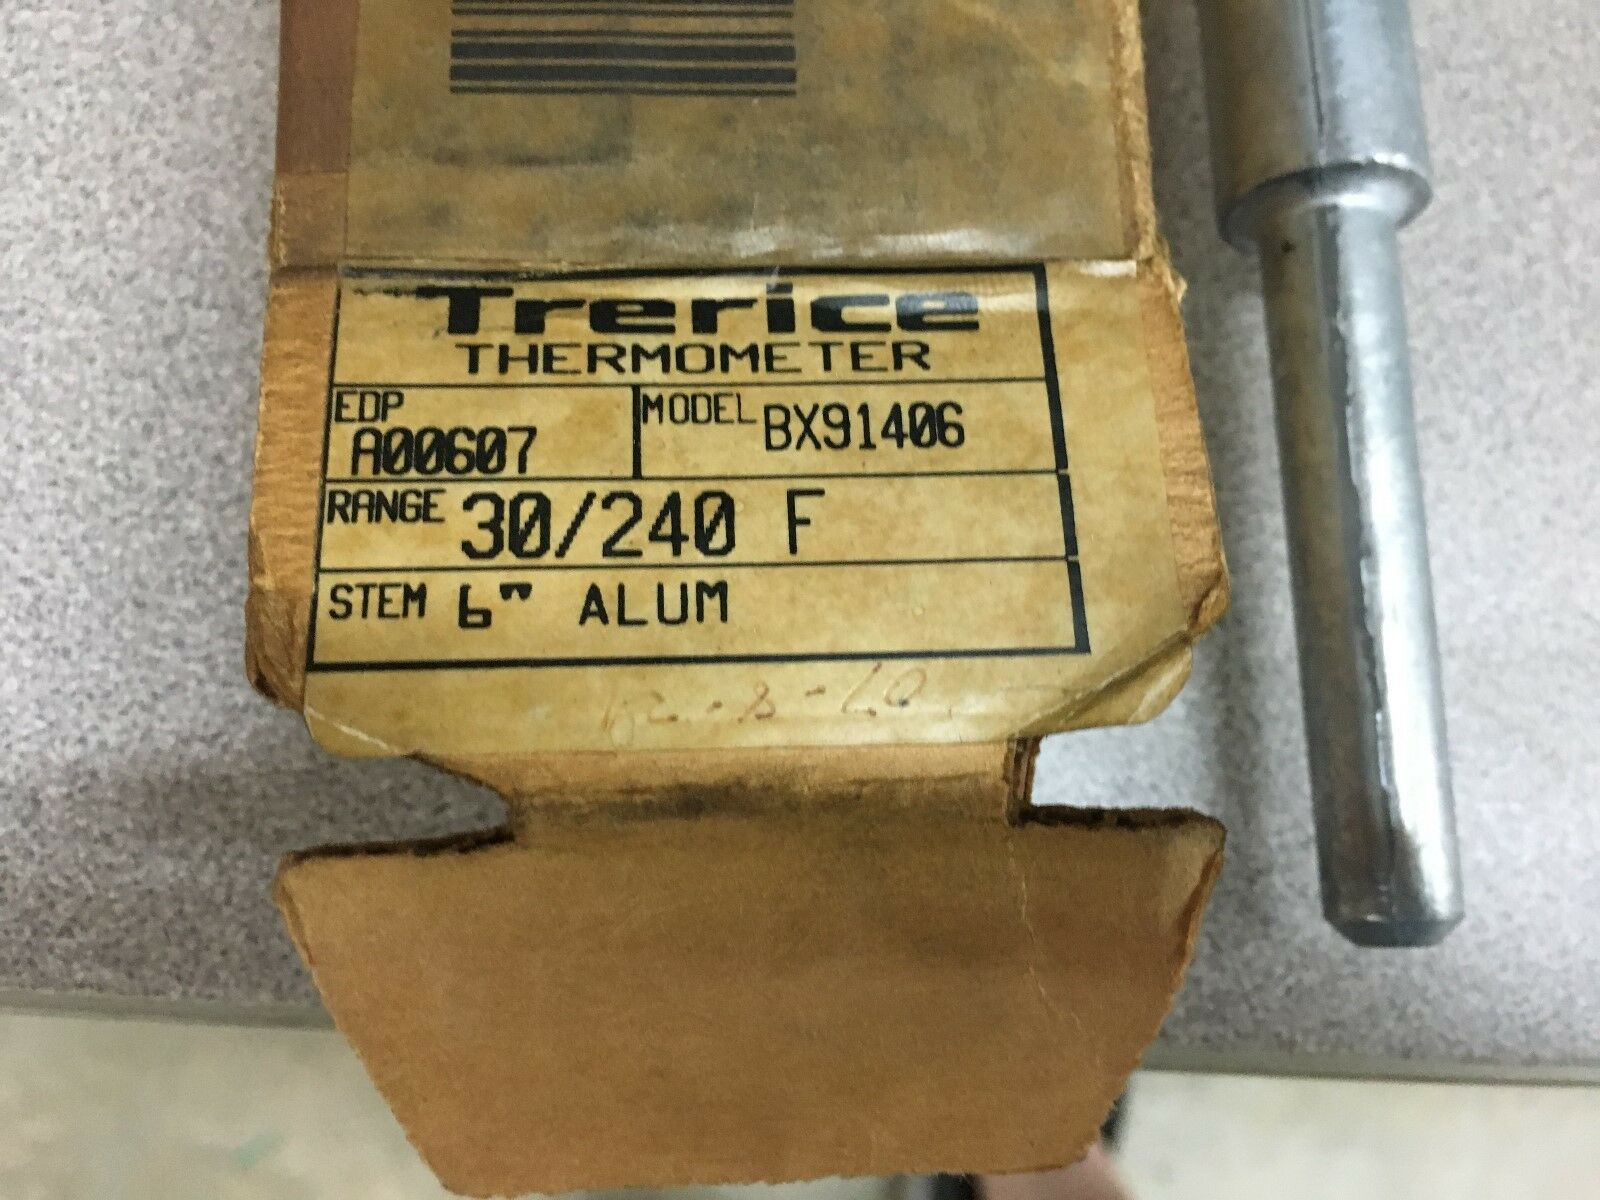 Trerice
THERMOMETER
EDP A00607
MODEL BX91406
RANGE 30/240 F
STEM 6" ALUM